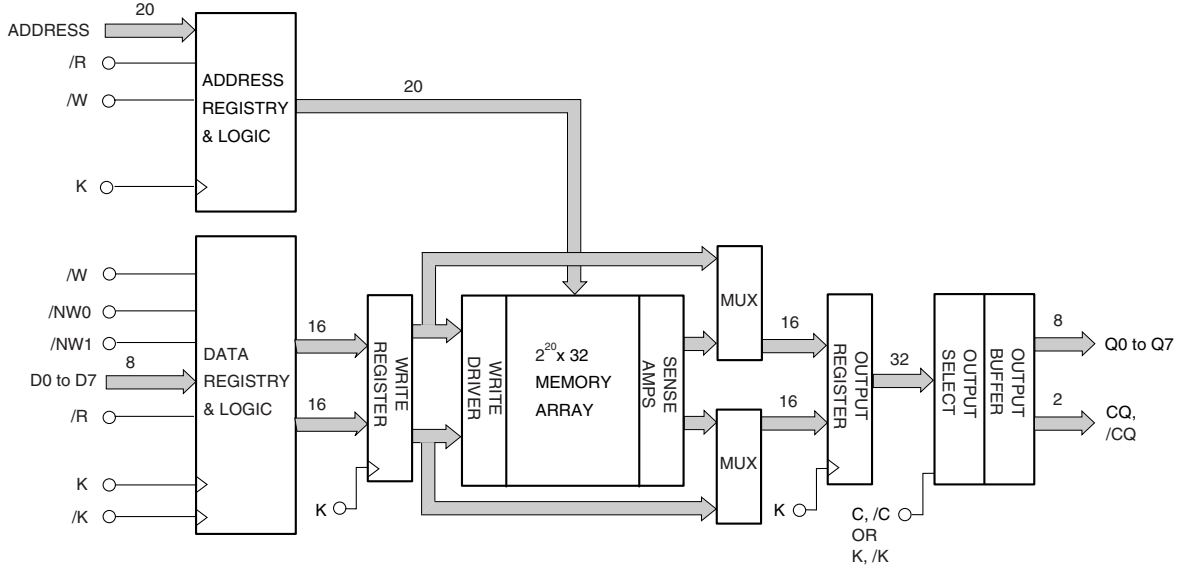 20
ADDRESS
/R
/W
K
ADDRESS
REGISTRY
& LOGIC
20
/W
/NW0
/NW1
8
D0 to D7
/R
K
/K
DATA
REGISTRY
& LOGIC
16
16
WRITE
REGISTER
K
WRITE
DRIVER
2^20 x 32
MEMORY
ARRAY
SENSE
AMPS
MUX
MUX
16
16
OUTPUT
REGISTER
K
32
OUTPUT
SELECT
OUTPUT
BUFFER
C, /C
OR
K, /K
8
Q0 to Q7
2
CQ,
/CQ